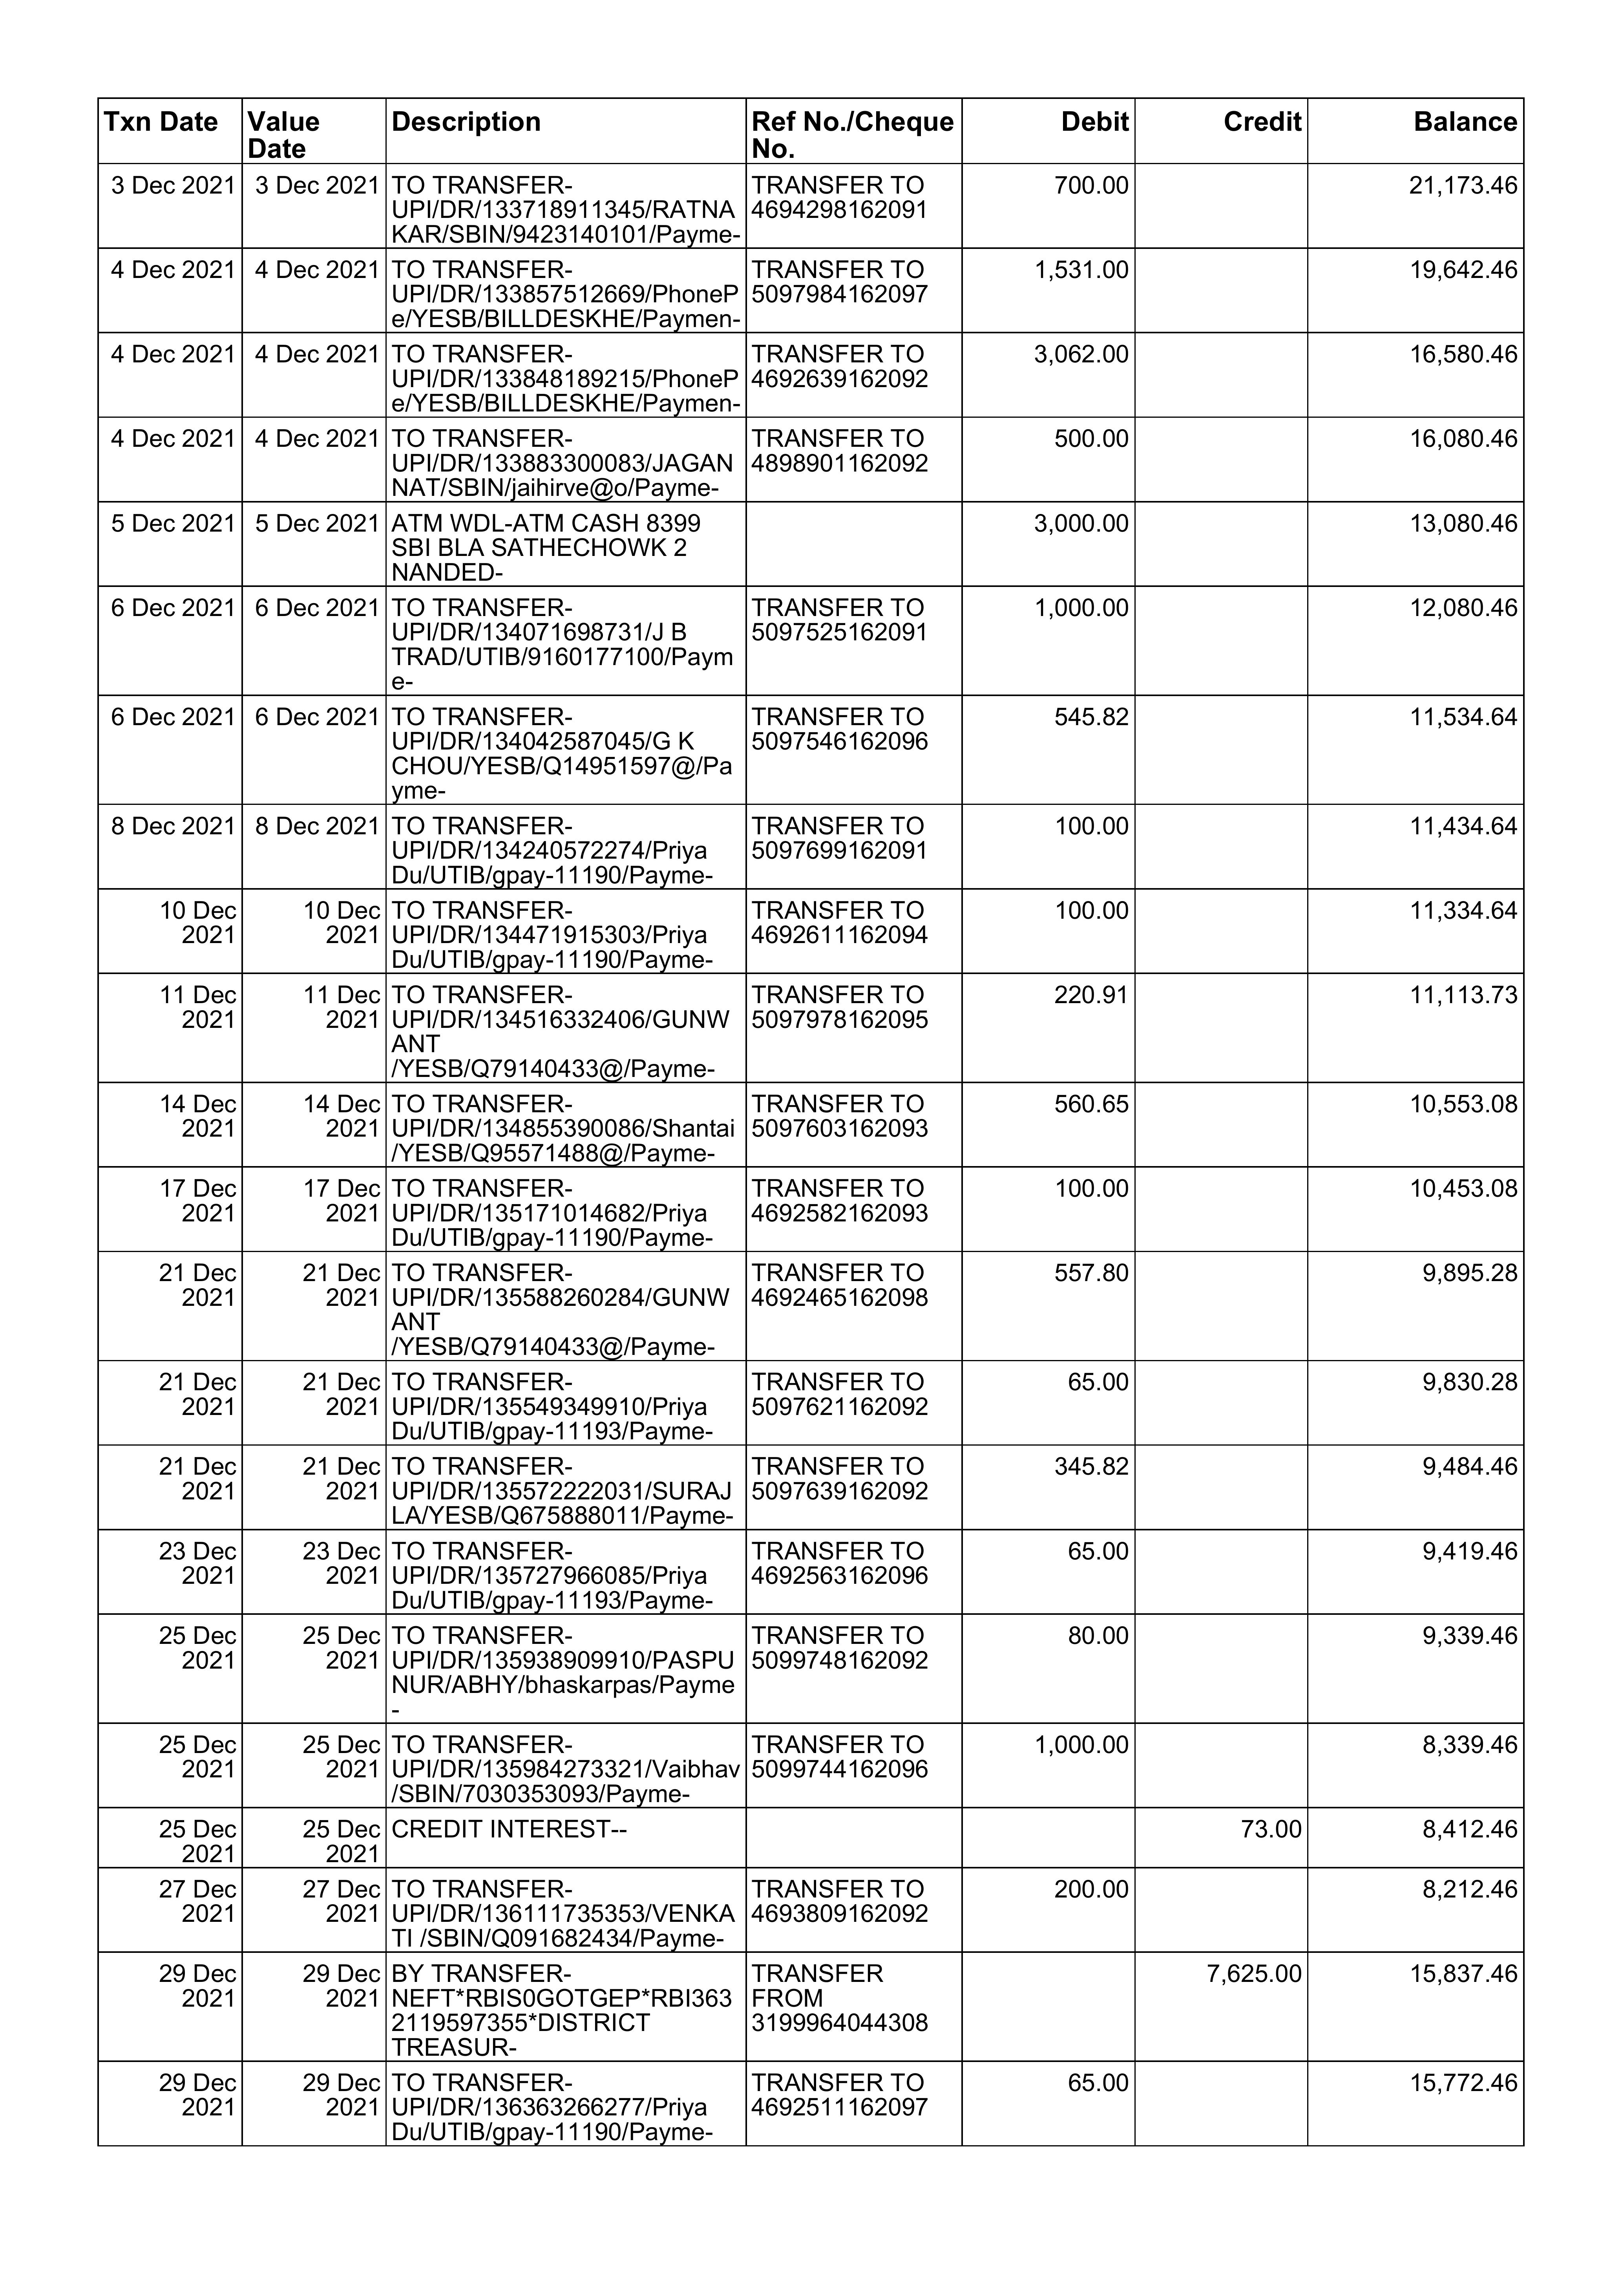 Txn Date Value Description Ref No./Cheque Debit Credit Balance
Date No.
3 Dec 2021 3 Dec 2021 TO TRANSFER- TRANSFER TO 700.00 21,173.46
UPI/DR/133718911345/RATNA 4694298162091
KAR/SBIN/9423140101/Payme-
4 Dec 2021 4 Dec 2021 TO TRANSFER- TRANSFER TO 1,531.00 19,642.46
UPI/DR/133857512669/PhoneP 5097984162097
e/YESB/BILLDESKHE/Paymen-
4 Dec 2021 4 Dec 2021 TO TRANSFER- TRANSFER TO 3,062.00 16,580.46
UPI/DR/133848189215/PhoneP 4692639162092
e/YESB/BILLDESKHE/Paymen-
4 Dec 2021 4 Dec 2021 TO TRANSFER- TRANSFER TO 500.00 16,080.46
UPI/DR/133883300083/JAGAN 4898901162092
NAT/SBIN/jaihirve@o/Payme-
5 Dec 2021 5 Dec 2021 ATM WDL-ATM CASH 8399 3,000.00 13,080.46
SBI BLA SATHECHOWK 2
NANDED-
6 Dec 2021 6 Dec 2021 TO TRANSFER- TRANSFER TO 1,000.00 12,080.46
UPI/DR/134071698731/J B 5097525162091
TRAD/UTIB/9160177100/Paym
e-
6 Dec 2021 6 Dec 2021 TO TRANSFER- TRANSFER TO 545.82 11,534.64
UPI/DR/134042587045/G K 5097546162096
CHOU/YESB/Q14951597@/Pa
yme-
8 Dec 2021 8 Dec 2021 TO TRANSFER- TRANSFER TO 100.00 11,434.64
UPI/DR/134240572274/Priya 5097699162091
Du/UTIB/gpay-11190/Payme-
10 Dec 10 Dec TO TRANSFER- TRANSFER TO 100.00 11,334.64
2021 2021 UPI/DR/134471915303/Priya 4692611162094
Du/UTIB/gpay-11190/Payme-
11 Dec 11 Dec TO TRANSFER- TRANSFER TO 220.91 11,113.73
2021 2021 UPI/DR/134516332406/GUNW 5097978162095
ANT
/YESB/Q79140433@/Payme-
14 Dec 14 Dec TO TRANSFER- TRANSFER TO 560.65 10,553.08
2021 2021 UPI/DR/134855390086/Shantai 5097603162093
/YESB/Q95571488@/Payme-
17 Dec 17 Dec TO TRANSFER- TRANSFER TO 100.00 10,453.08
2021 2021 UPI/DR/135171014682/Priya 4692582162093
Du/UTIB/gpay-11190/Payme-
21 Dec 21 Dec TO TRANSFER- TRANSFER TO 557.80 9,895.28
2021 2021 UPI/DR/135588260284/GUNW 4692465162098
ANT
/YESB/Q79140433@/Payme-
21 Dec 21 Dec TO TRANSFER- TRANSFER TO 65.00 9,830.28
2021 2021 UPI/DR/135549349910/Priya 5097621162092
Du/UTIB/gpay-11193/Payme-
21 Dec 21 Dec TO TRANSFER- TRANSFER TO 345.82 9,484.46
2021 2021 UPI/DR/135572222031/SURAJ 5097639162092
LA/YESB/Q675888011/Payme-
23 Dec 23 Dec TO TRANSFER- TRANSFER TO 65.00 9,419.46
2021 2021 UPI/DR/135727966085/Priya 4692563162096
Du/UTIB/gpay-11193/Payme-
25 Dec 25 Dec TO TRANSFER- TRANSFER TO 80.00 9,339.46
2021 2021 UPI/DR/135938909910/PASPU 5099748162092
NUR/ABHY/bhaskarpas/Payme
-
25 Dec 25 Dec TO TRANSFER- TRANSFER TO 1,000.00 8,339.46
2021 2021 UPI/DR/135984273321/Vaibhav 5099744162096
/SBIN/7030353093/Payme-
25 Dec 25 Dec CREDIT INTEREST-- 73.00 8,412.46
2021 2021
27 Dec 27 Dec TO TRANSFER- TRANSFER TO 200.00 8,212.46
2021 2021 UPI/DR/136111735353/VENKA 4693809162092
TI /SBIN/Q091682434/Payme-
29 Dec 29 Dec BY TRANSFER- TRANSFER 7,625.00 15,837.46
2021 2021 NEFT*RBIS0GOTGEP*RBI363 FROM
2119597355*DISTRICT 3199964044308
TREASUR-
29 Dec 29 Dec TO TRANSFER- TRANSFER TO 65.00 15,772.46
2021 2021 UPI/DR/136363266277/Priya 4692511162097
Du/UTIB/gpay-11190/Payme-